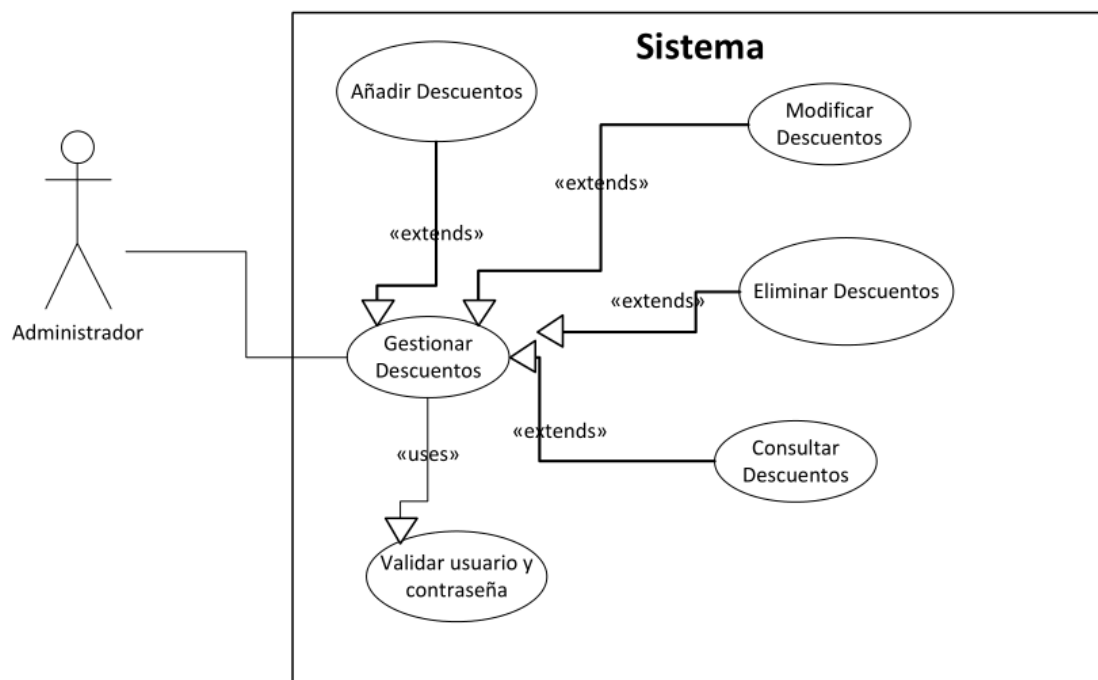 Sistema
Añadir Descuentos
Modificar
Descuentos
«extends»
«extends»
Eliminar Descuentos
«extends»
Administrador
Gestionar
Descuentos
«extends»
Consultar
Descuentos
«uses»
Validar usuario y
contraseña